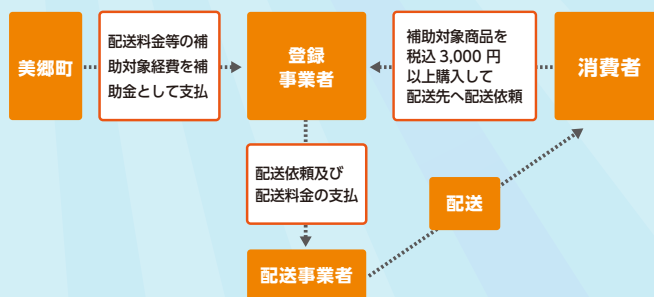 美郷町
配送料金等の補
助対象経費を補
助金として支払
登録
事業者
補助対象商品を
税込3,000 円
以上購入して
配送先へ配送依頼
消費者
配送依頼及び
配送料金の支払
配送
配送事業者